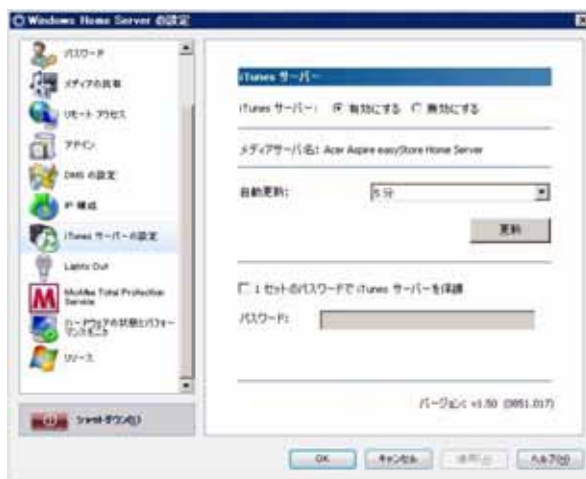 Windows Home Server の設定
パスワード
メディアの共有
リモート アクセス
アドイン
DMS の設定
IP 構成
iTunes サーバーの設定
Lights Out
McAfee Total Protection
Service
ハードウェアの状態とパフォー
マンスモニタ
リソース
シャットダウン(U)
iTunes サーバー
iTunes サーバー: 有効にする 無効にする
メディアサーバ名: Acer Aspire easyStore Home Server
自動更新: 5 分
更新
1 セットのパスワードで iTunes サーバーを保護
パスワード:
バージョン: v1.50 (0851.017)
OK キャンセル 適用(A) ヘルプ(H)